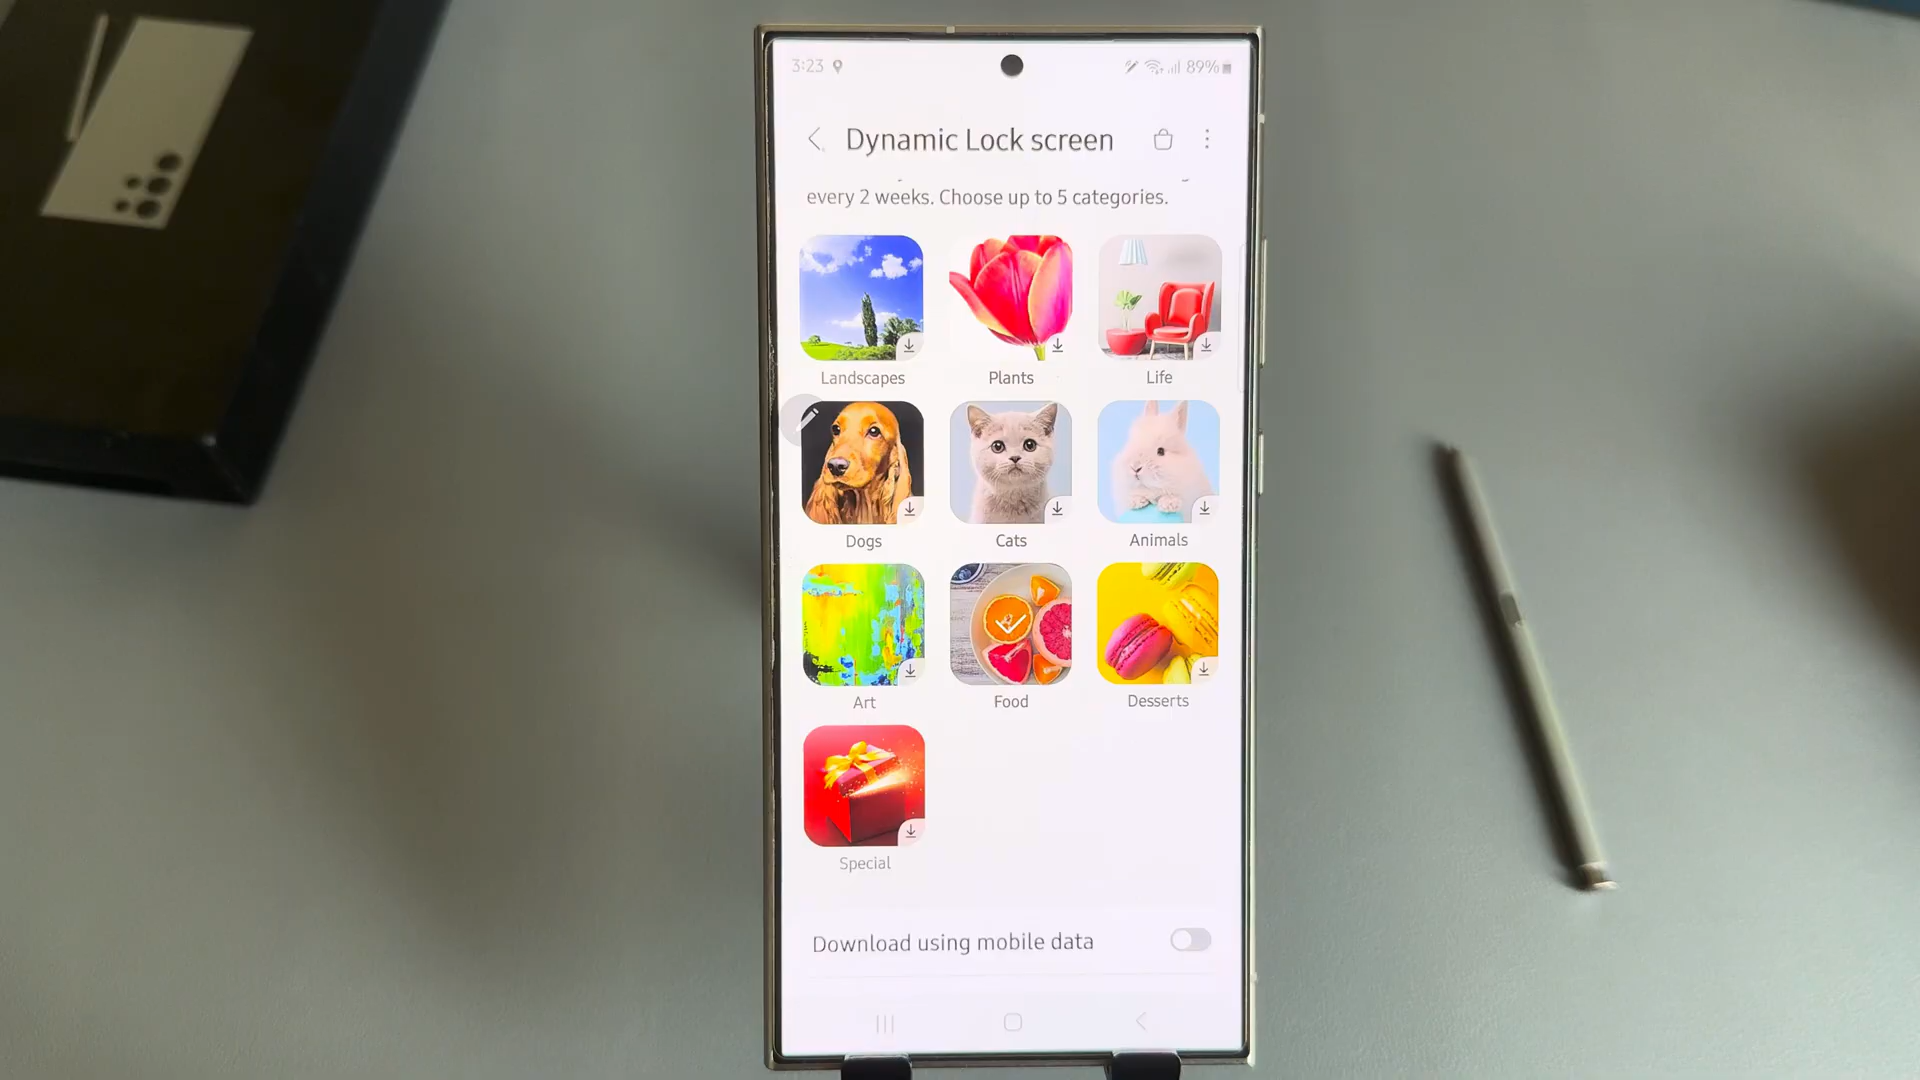 3:23
89%
Dynamic Lock screen
every 2 weeks. Choose up to 5 categories.
Landscapes
Plants
Life
Dogs
Cats
Animals
Art
Food
Desserts
Special
Download using mobile data